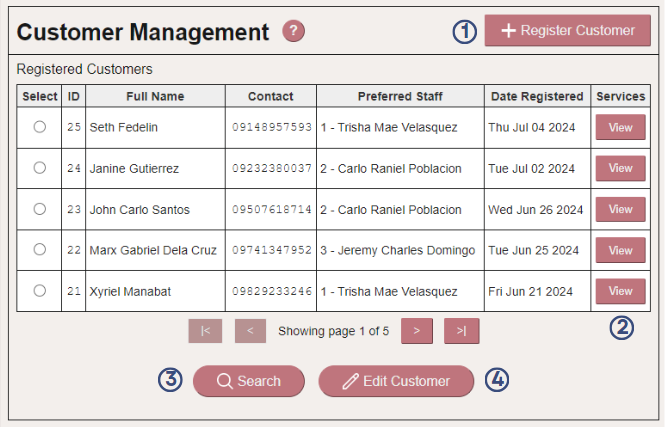 Customer Management ? 1 + Register Customer
Registered Customers
Select ID Full Name Contact Preferred Staff Date Registered Services
25 Seth Fedelin 09148957593 1 - Trisha Mae Velasquez Thu Jul 04 2024 View
24 Janine Gutierrez 09232380037 2 - Carlo Raniel Poblacion Tue Jul 02 2024 View
23 John Carlo Santos 09507618714 2 - Carlo Raniel Poblacion Wed Jun 26 2024 View
22 Marx Gabriel Dela Cruz 09741347952 3 - Jeremy Charles Domingo Tue Jun 25 2024 View
21 Xyriel Manabat 09829233246 1 - Trisha Mae Velasquez Fri Jun 21 2024 View
|< < Showing page 1 of 5 > >| 2
3 Search Edit Customer 4